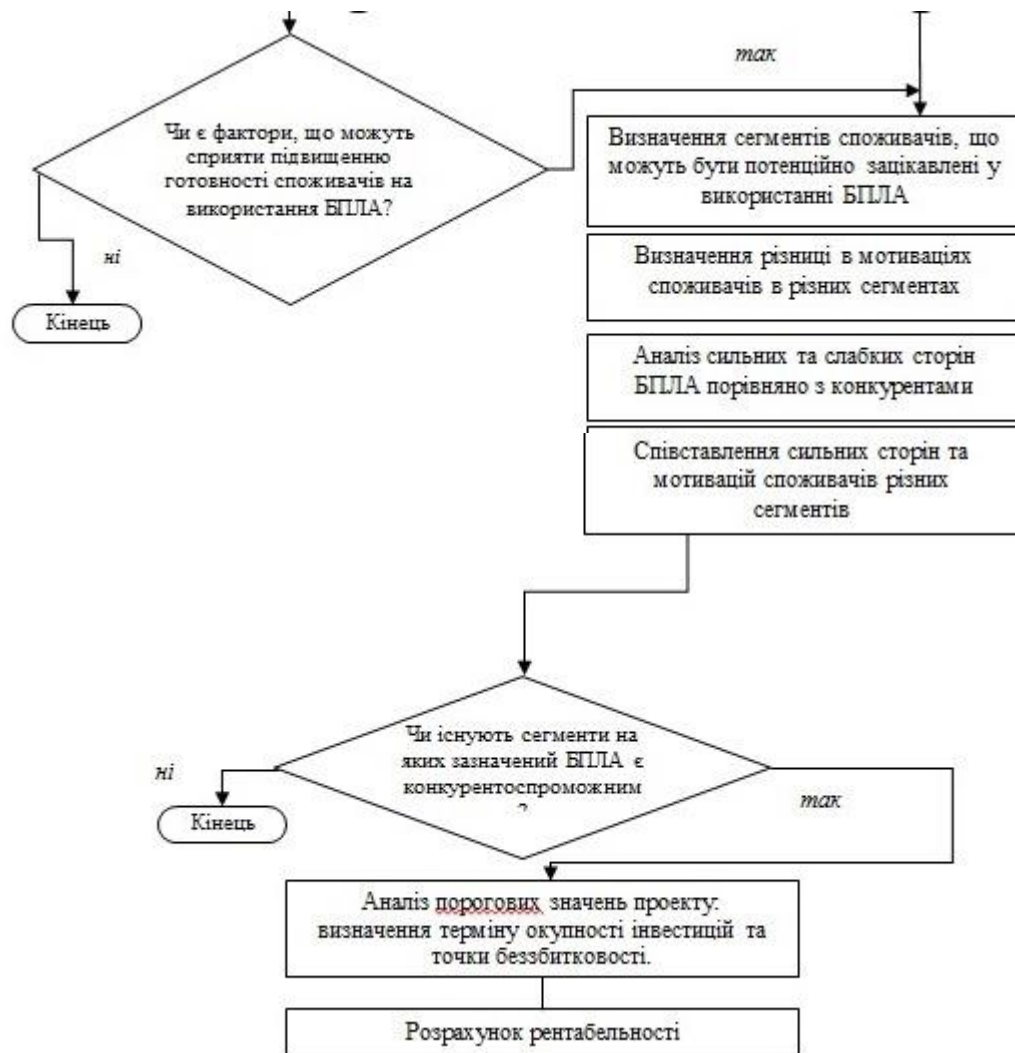 так
Чи є фактори, що можуть
сприяти підвищенню
готовності споживачів на
використання БПЛА?
ні
Кінець
Визначення сегментів споживачів, що
можуть бути потенційно зацікавлені у
використанні БПЛА
Визначення різниці в мотиваціях
споживачів в різних сегментах
Аналіз сильних та слабких сторін
БПЛА порівняно з конкурентами
Співставлення сильних сторін та
мотивацій споживачів різних
сегментів
Чи існують сегменти на
яких зазначений БПЛА є
конкурентоспроможним
?
ні
Кінець
так
Аналіз порогових значень проекту:
визначення терміну окупності інвестицій та
точки беззбитковості.
Розрахунок рентабельності